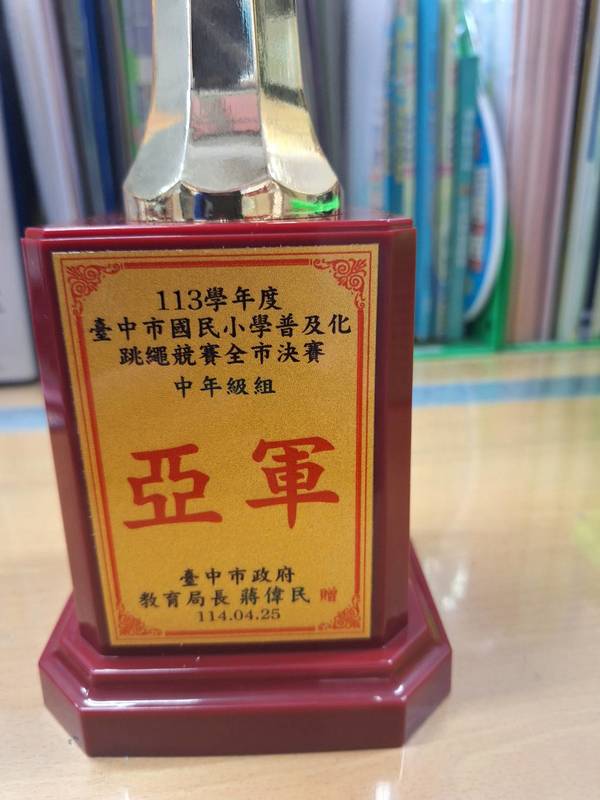 113學年度
臺中市國民小學普及化
跳繩競賽全市決賽
中年級組
亞軍
臺中市政府
教育局長 蔣偉民 贈
114.04.25